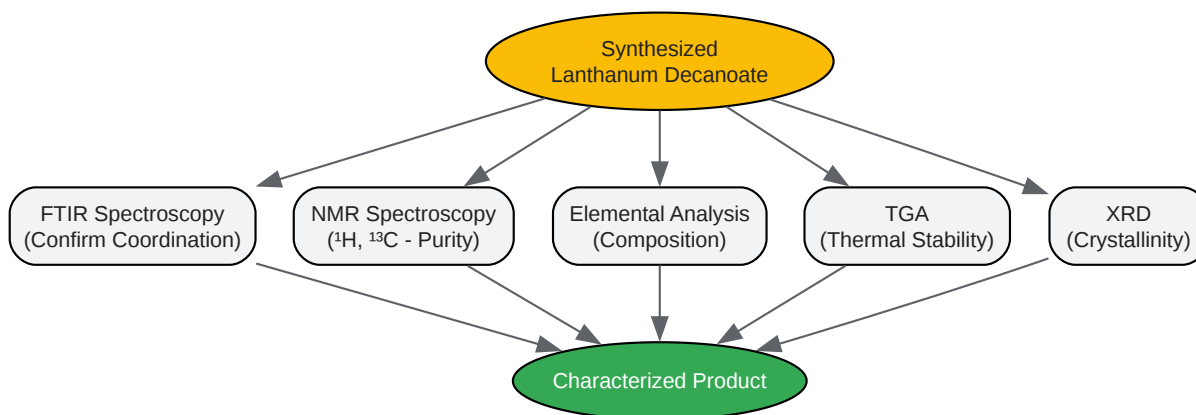 Synthesized
Lanthanum Decanoate
FTIR Spectroscopy
(Confirm Coordination)
NMR Spectroscopy
(¹H, ¹³C - Purity)
Elemental Analysis
(Composition)
TGA
(Thermal Stability)
XRD
(Crystallinity)
Characterized Product